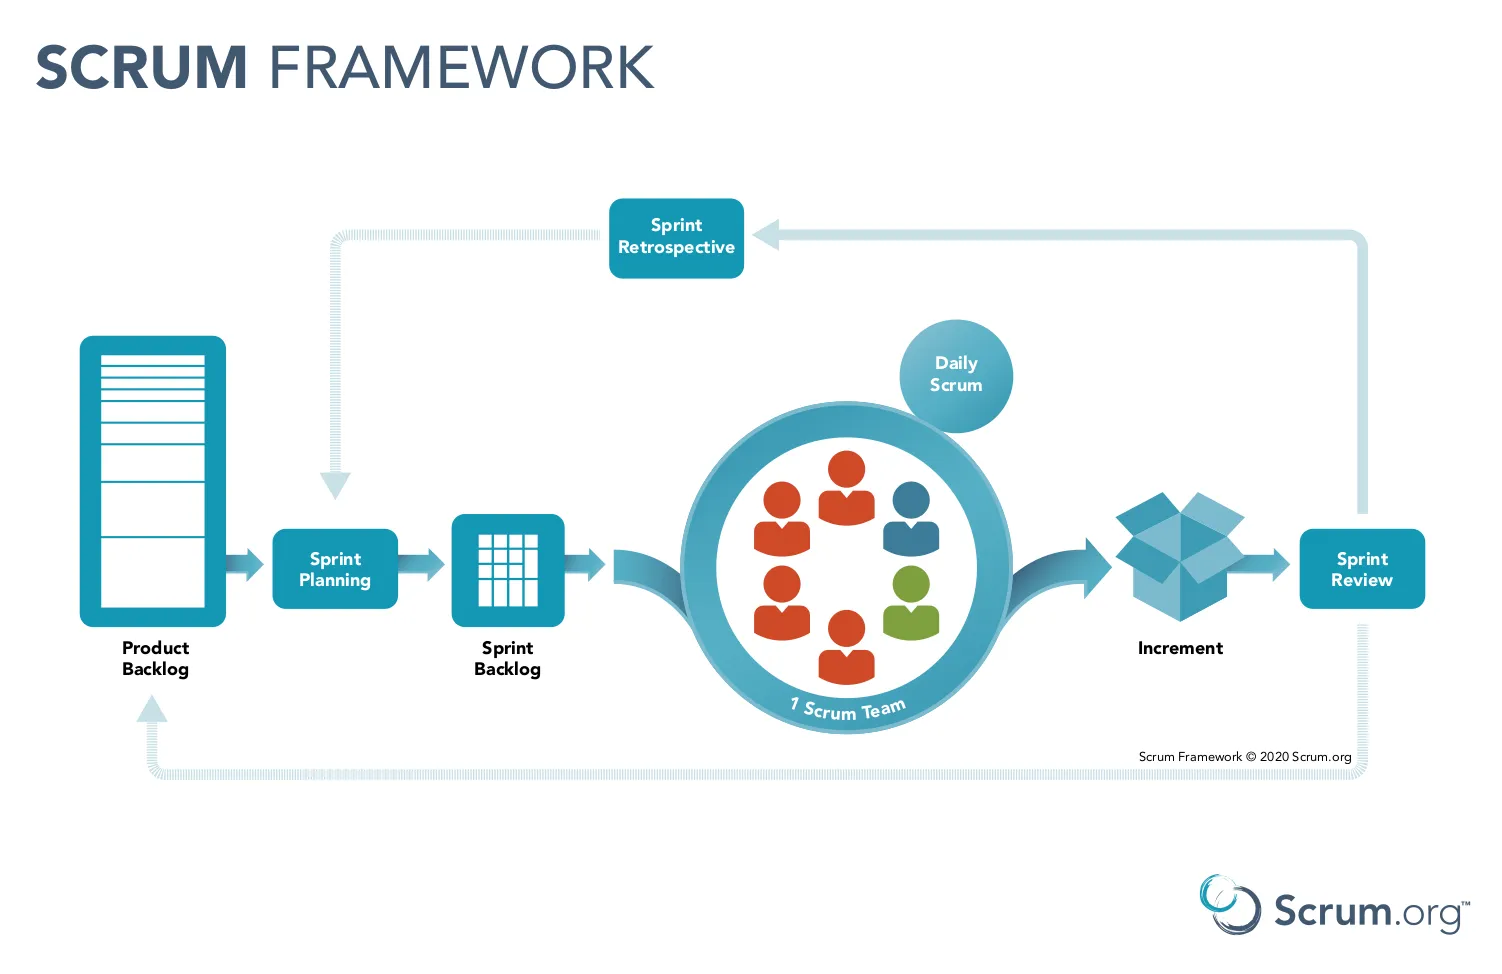 SCRUM FRAMEWORK
Sprint
Retrospective
Daily
Scrum
Sprint
Planning
Sprint
Review
Product
Backlog
Sprint
Backlog
Increment
1 Scrum Team
Scrum Framework © 2020 Scrum.org
Scrum.org™